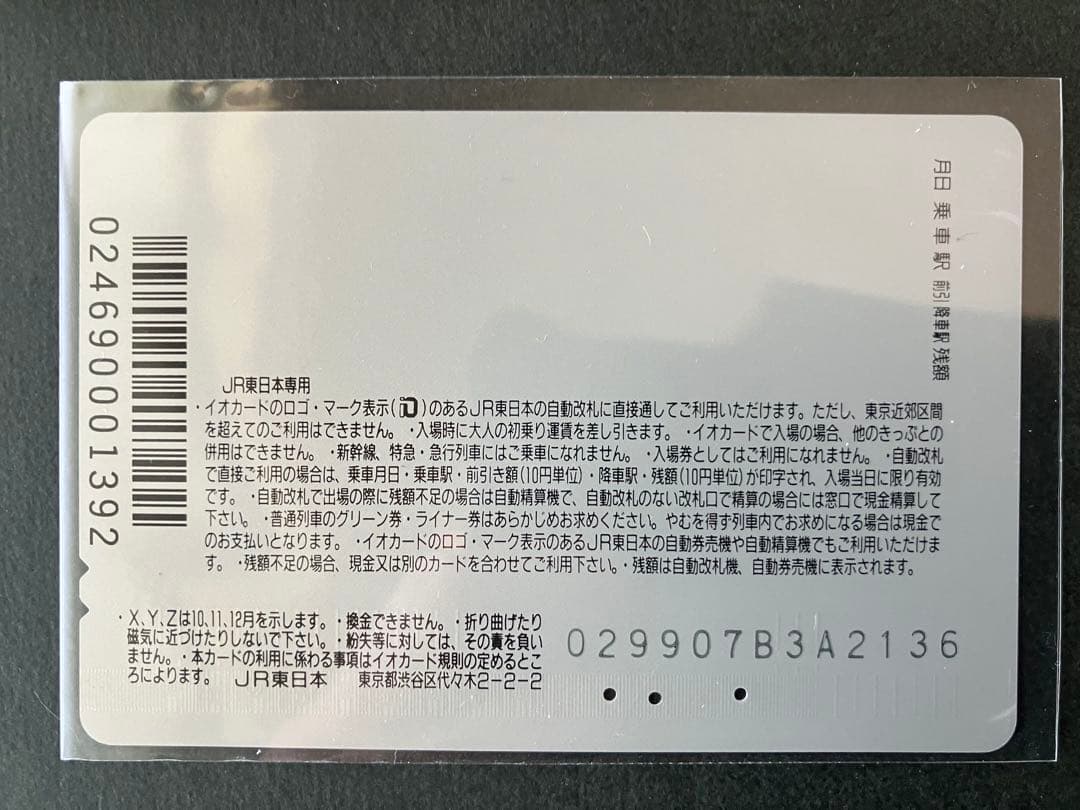 月日 乗車駅 前引 降車駅 残額
0246900001392
JR東日本専用
・イオカードのロゴ・マーク表示(iO)のあるJR東日本の自動改札に直接通してご利用いただけます。ただし、東京近郊区間
を超えてのご利用はできません。・入場時に大人の初乗り運賃を差し引きます。・イオカードで入場の場合、他のきっぷとの
併用はできません。・新幹線、特急・急行列車にはご乗車になれません。・入場券としてはご利用になれません。・自動改札
で直接ご利用の場合は、乗車月日・乗車駅・前引き額(10円単位)・降車駅・残額(10円単位)が印字され、入場当日に限り有効
です。・自動改札で出場の際に残額不足の場合は自動精算機で、自動改札のない改札口で精算の場合には窓口で現金精算して
下さい。・普通列車のグリーン券・ライナー券はあらかじめお求めください。やむを得ず列車内でお求めになる場合は現金で
のお支払いとなります。・イオカードのロゴ・マーク表示のあるJR東日本の自動券売機や自動精算機でもご利用いただけま
す。・残額不足の場合、現金又は別のカードを合わせてご利用下さい。・残額は自動改札機、自動券売機に表示されます。
・X、Y、Zは10、11、12月を示します。・換金できません。・折り曲げたり
磁気に近づけたりしないで下さい。・紛失等に対しては、その責を負い
ません。・本カードの利用に係わる事項はイオカード規則の定めるとこ
ろによります。 JR東日本 東京都渋谷区代々木2-2-2
029907B3A2136